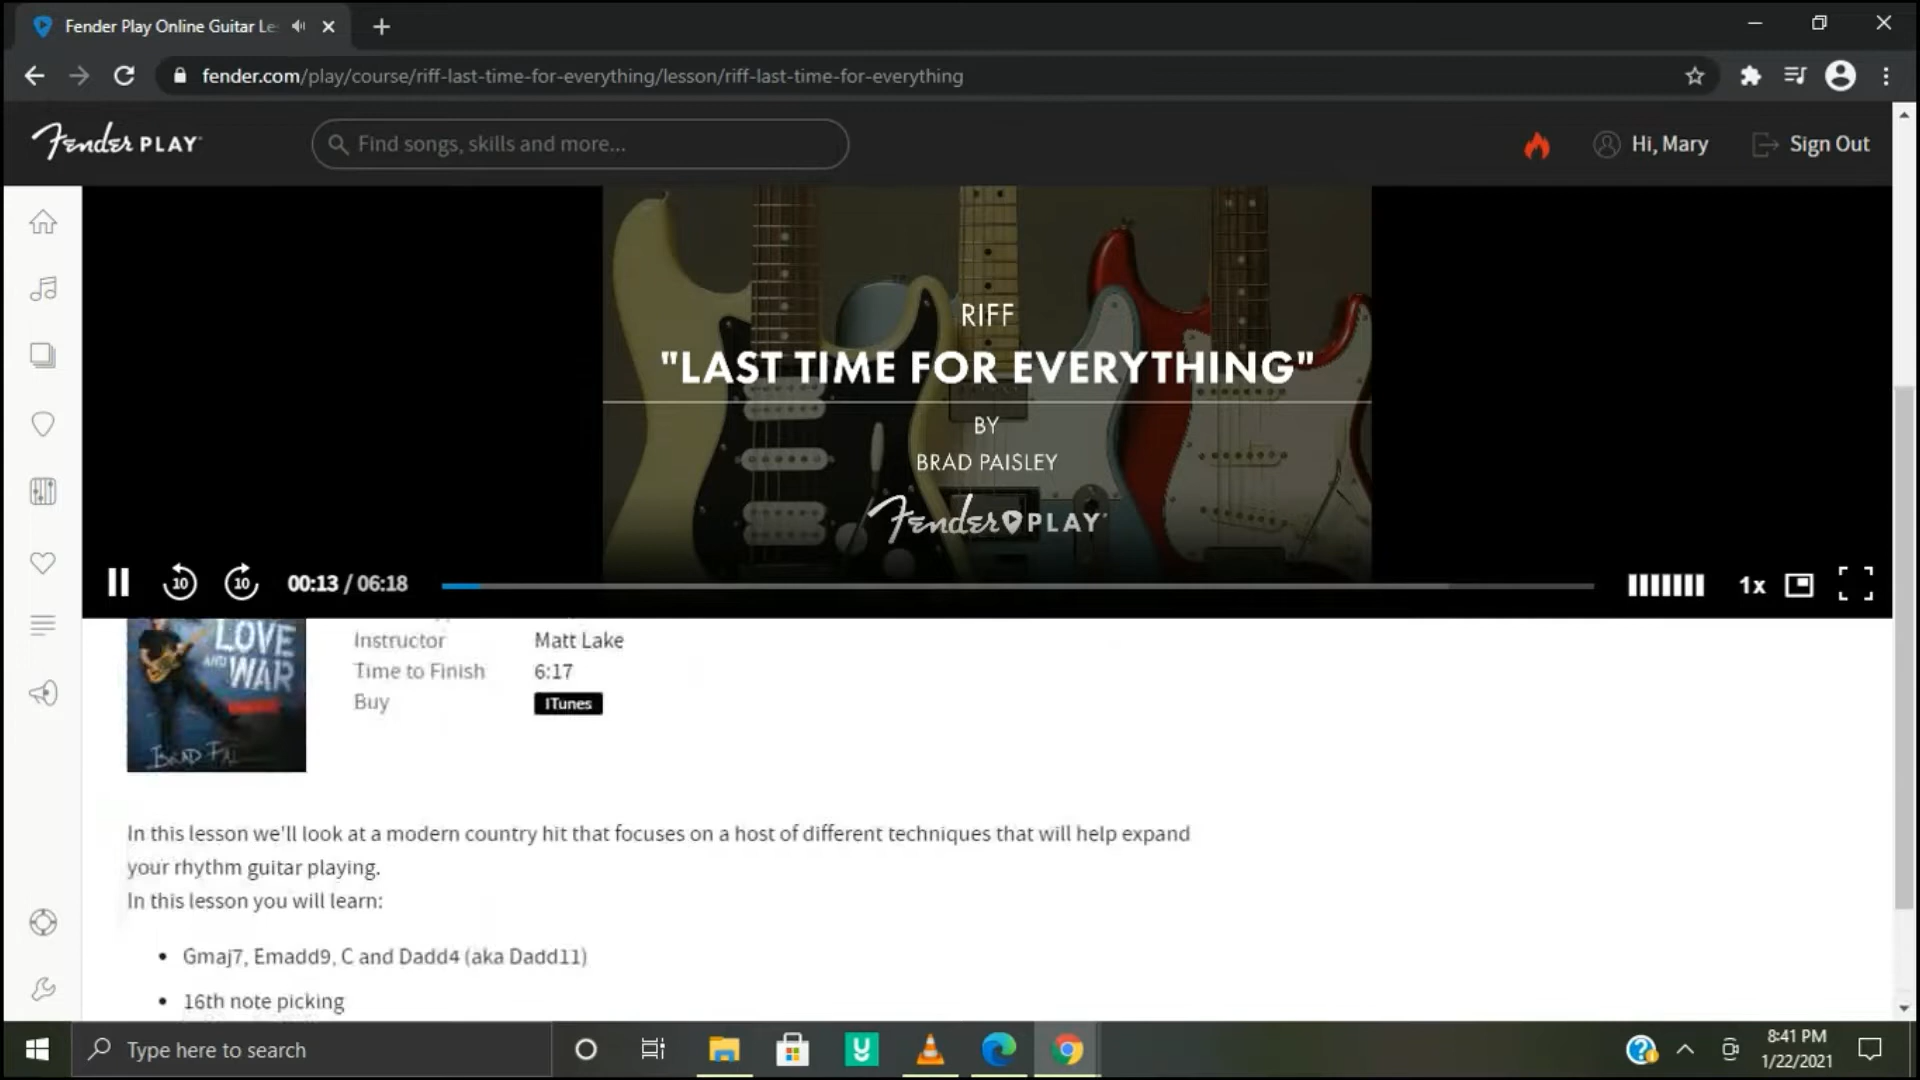 Fender Play Online Guitar Le
fender.com/play/course/riff-last-time-for-everything/lesson/riff-last-time-for-everything
Fender PLAY
Find songs, skills and more...
Hi, Mary
Sign Out
RIFF
"LAST TIME FOR EVERYTHING"
BY
BRAD PAISLEY
Fender PLAY
10
10
00:13 / 06:18
1x
LOVE
AND
WAR
BRAD PAI
Instructor Matt Lake
Time to Finish 6:17
Buy iTunes
In this lesson we'll look at a modern country hit that focuses on a host of different techniques that will help expand
your rhythm guitar playing.
In this lesson you will learn:
• Gmaj7, Emadd9, C and Dadd4 (aka Dadd11)
• 16th note picking
Type here to search
8:41 PM
1/22/2021